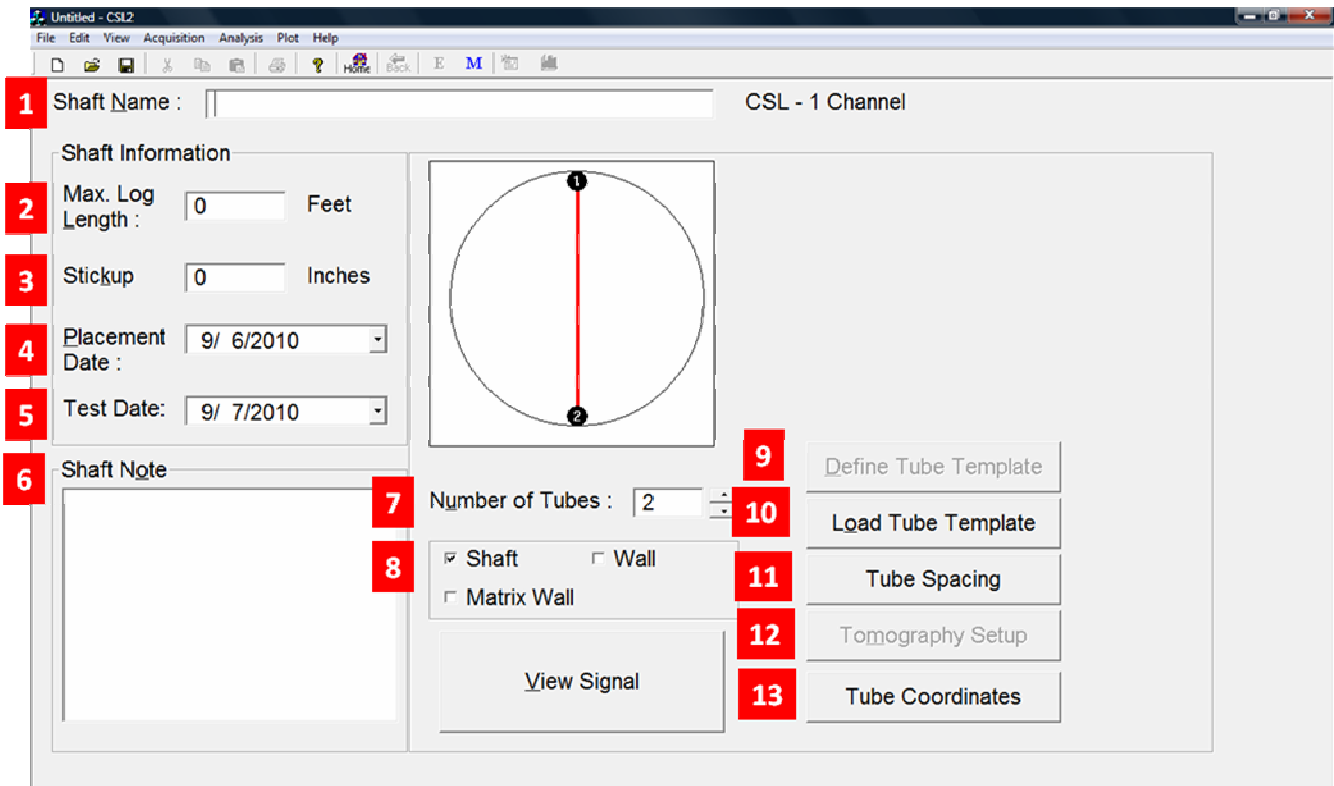 Untitled - CSL2
File Edit View Acquisition Analysis Plot Help
Home Back E M
1 Shaft Name : CSL - 1 Channel
Shaft Information
2 Max. Log Length : 0 Feet
3 Stickup 0 Inches
4 Placement Date : 9/ 6/2010
5 Test Date: 9/ 7/2010
6 Shaft Note
1
2
7 Number of Tubes : 2
8 Shaft Wall
Matrix Wall
View Signal
9 Define Tube Template
10 Load Tube Template
11 Tube Spacing
12 Tomography Setup
13 Tube Coordinates